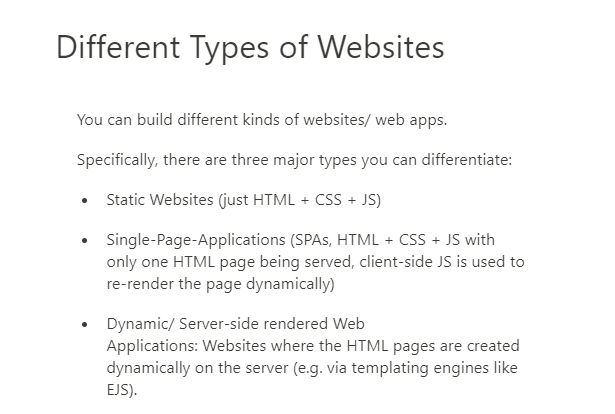 Different Types of Websites
You can build different kinds of websites/ web apps.
Specifically, there are three major types you can differentiate:
• Static Websites (just HTML + CSS + JS)
• Single-Page-Applications (SPAs, HTML + CSS + JS with
only one HTML page being served, client-side JS is used to
re-render the page dynamically)
• Dynamic/ Server-side rendered Web
Applications: Websites where the HTML pages are created
dynamically on the server (e.g. via templating engines like
EJS).